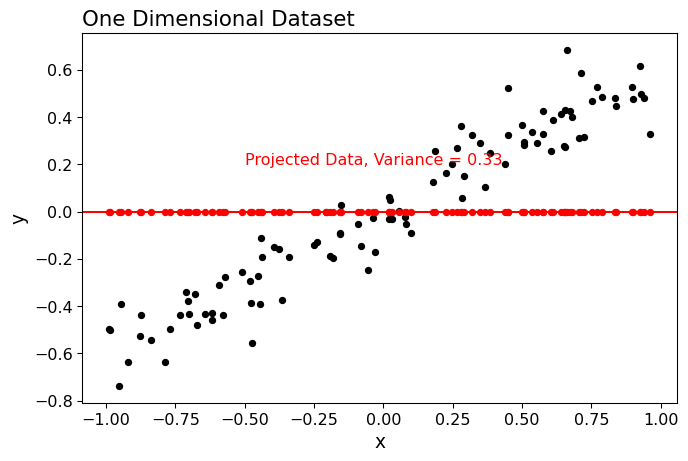 One Dimensional Dataset
y
0.6
0.4
0.2
0.0
−0.2
−0.4
−0.6
−0.8
Projected Data, Variance = 0.33
−1.00 −0.75 −0.50 −0.25 0.00 0.25 0.50 0.75 1.00
x